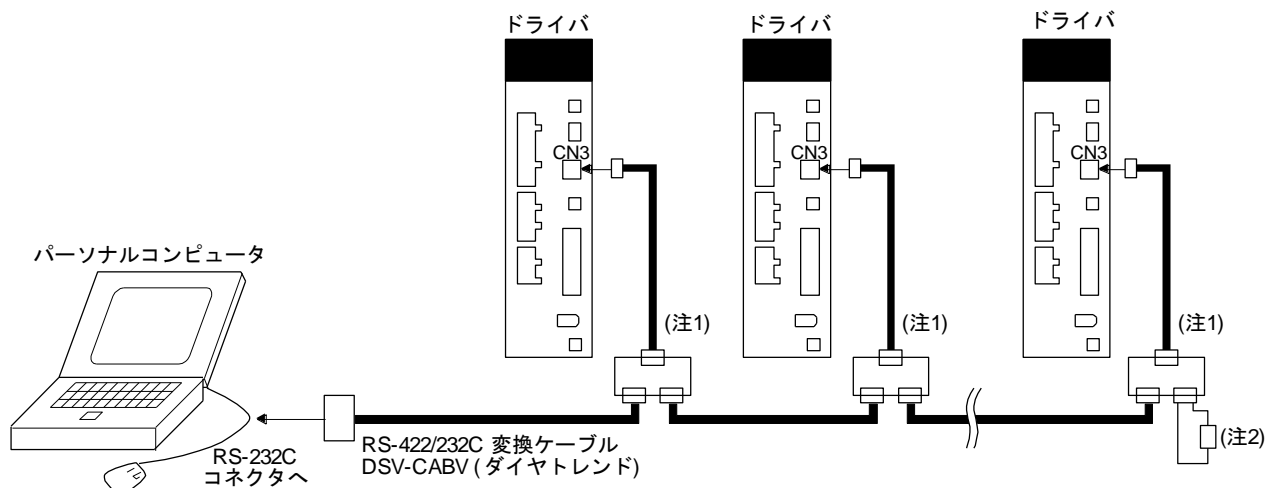 ドライバ
ドライバ
ドライバ
CN3
CN3
CN3
パーソナルコンピュータ
(注1)
(注1)
(注1)
RS-422/232C 変換ケーブル
DSV-CABV (ダイヤトレンド)
(注2)
RS-232C
コネクタへ